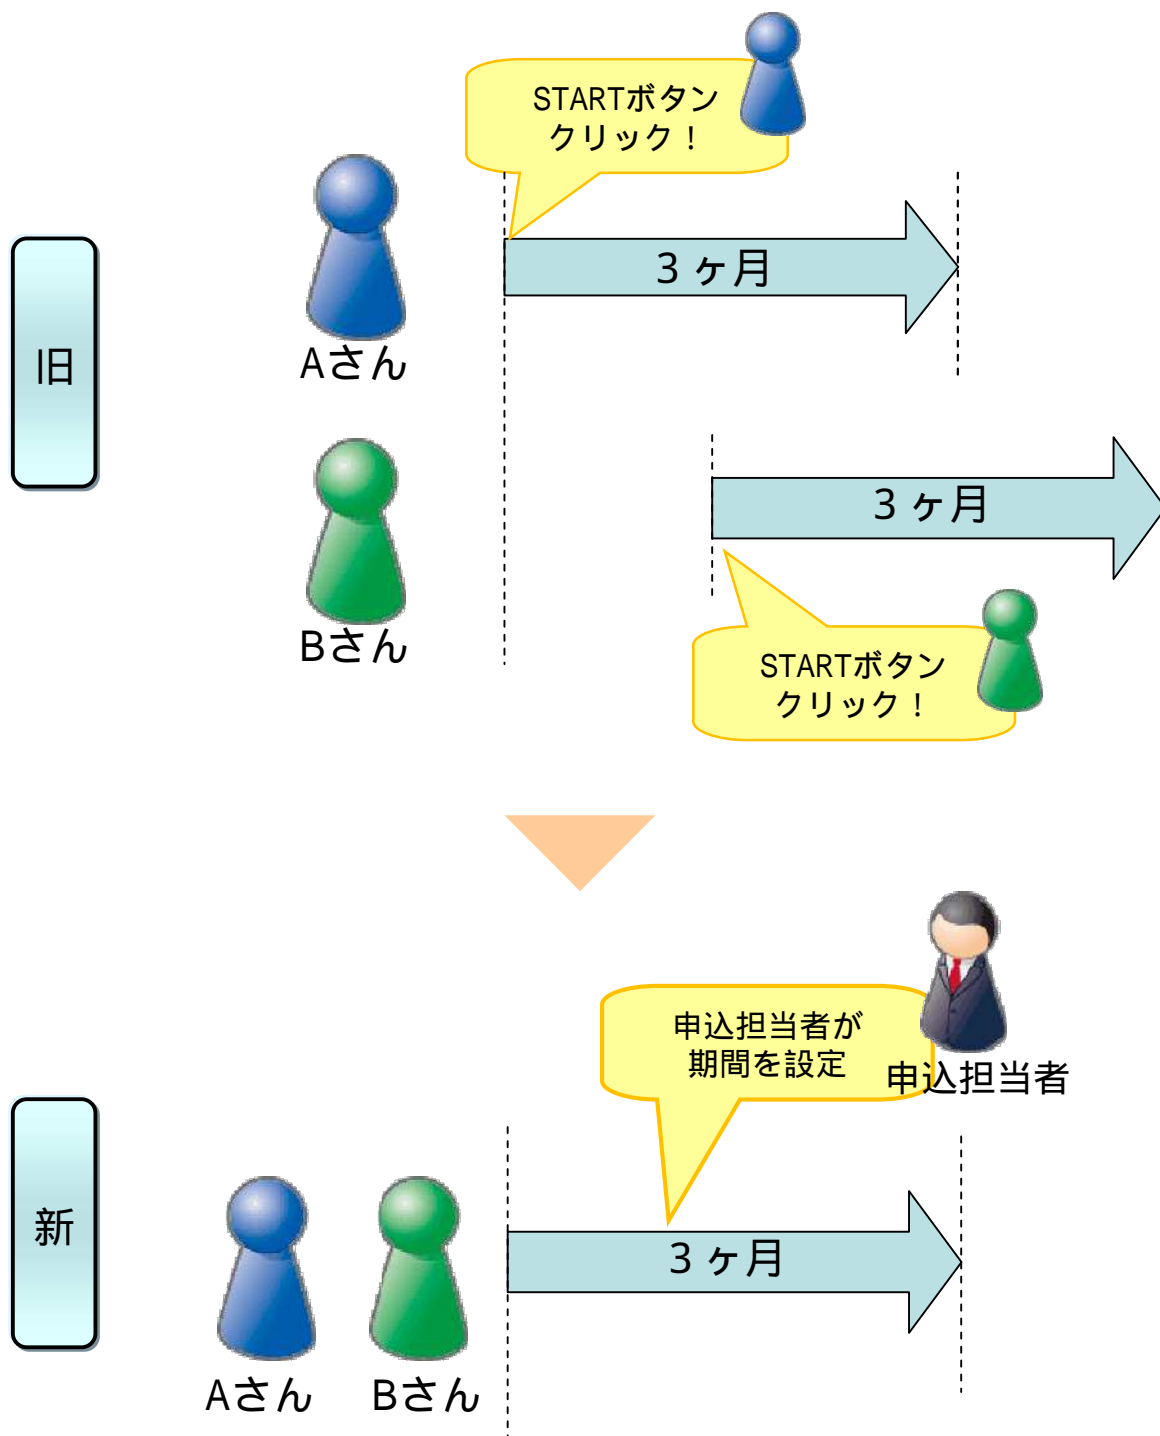 STARTボタン
クリック！
３ヶ月
旧
Aさん
３ヶ月
Bさん
STARTボタン
クリック！
申込担当者が
期間を設定
申込担当者
新
３ヶ月
Aさん
Bさん